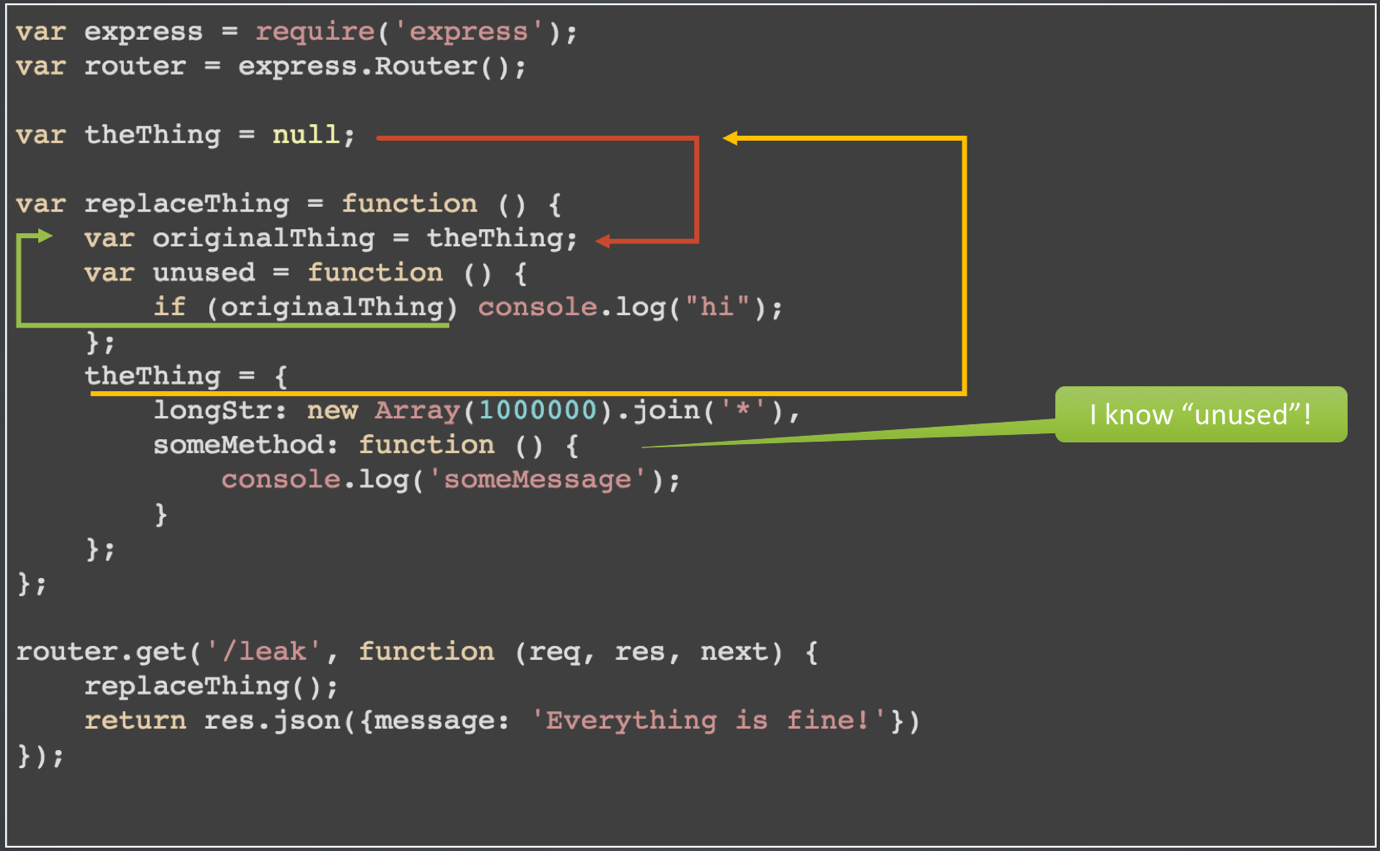 var express = require('express');
var router = express.Router();
var theThing = null;
var replaceThing = function () {
    var originalThing = theThing;
    var unused = function () {
        if (originalThing) console.log("hi");
    };
    theThing = {
        longStr: new Array(1000000).join('*'),
        someMethod: function () {
            console.log('someMessage');
        }
    };
};
router.get('/leak', function (req, res, next) {
    replaceThing();
    return res.json({message: 'Everything is fine!'})
});
I know “unused”!